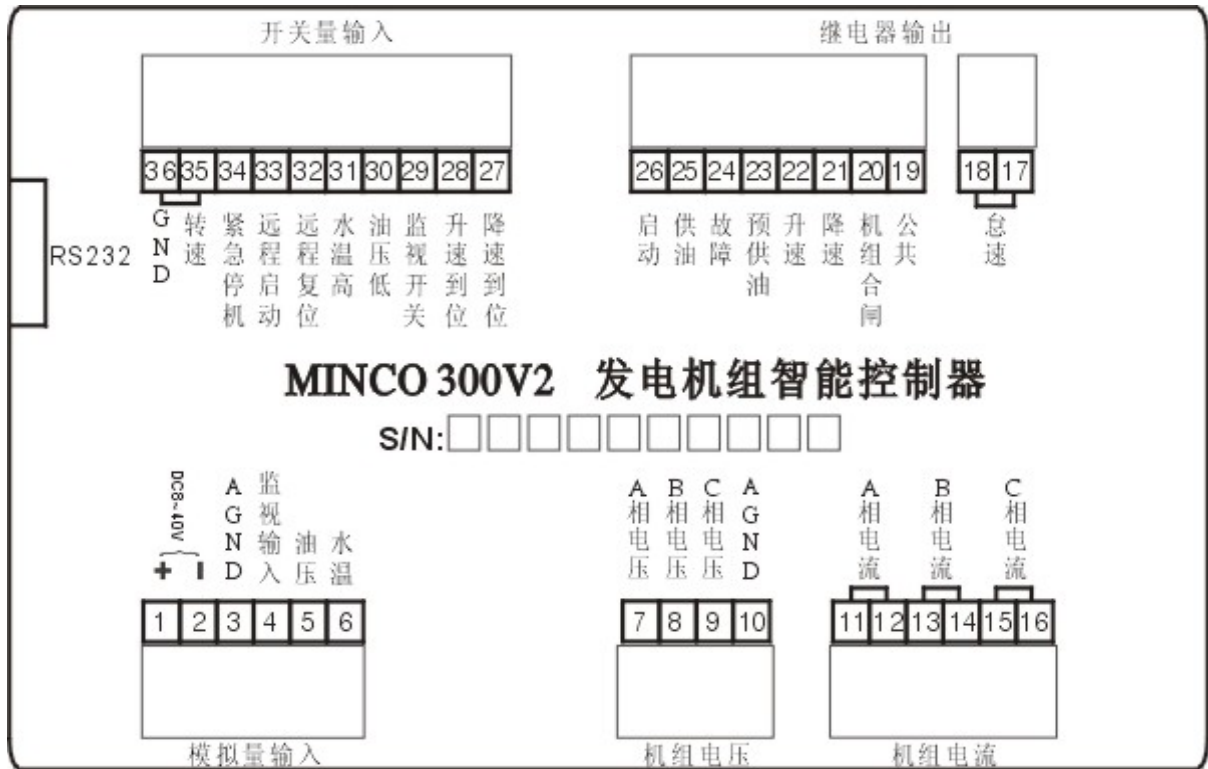 开关量输入
继电器输出
36 35 34 33 32 31 30 29 28 27
26 25 24 23 22 21 20 19
18 17
GND
转速
紧急停机
远程启动
远程复位
水温高
油压低
监视开关
升速到位
降速到位
启动
供油
故障
预供油
升速
降速
机组合闸
公共
怠速
RS232
MINCO 300V2 发电机组智能控制器
S/N:
DC8~40V
+
-
AGND
监视输入
油压
水温
A相电压
B相电压
C相电压
AGND
A相电流
B相电流
C相电流
1 2 3 4 5 6
7 8 9 10
11 12 13 14 15 16
模拟量输入
机组电压
机组电流